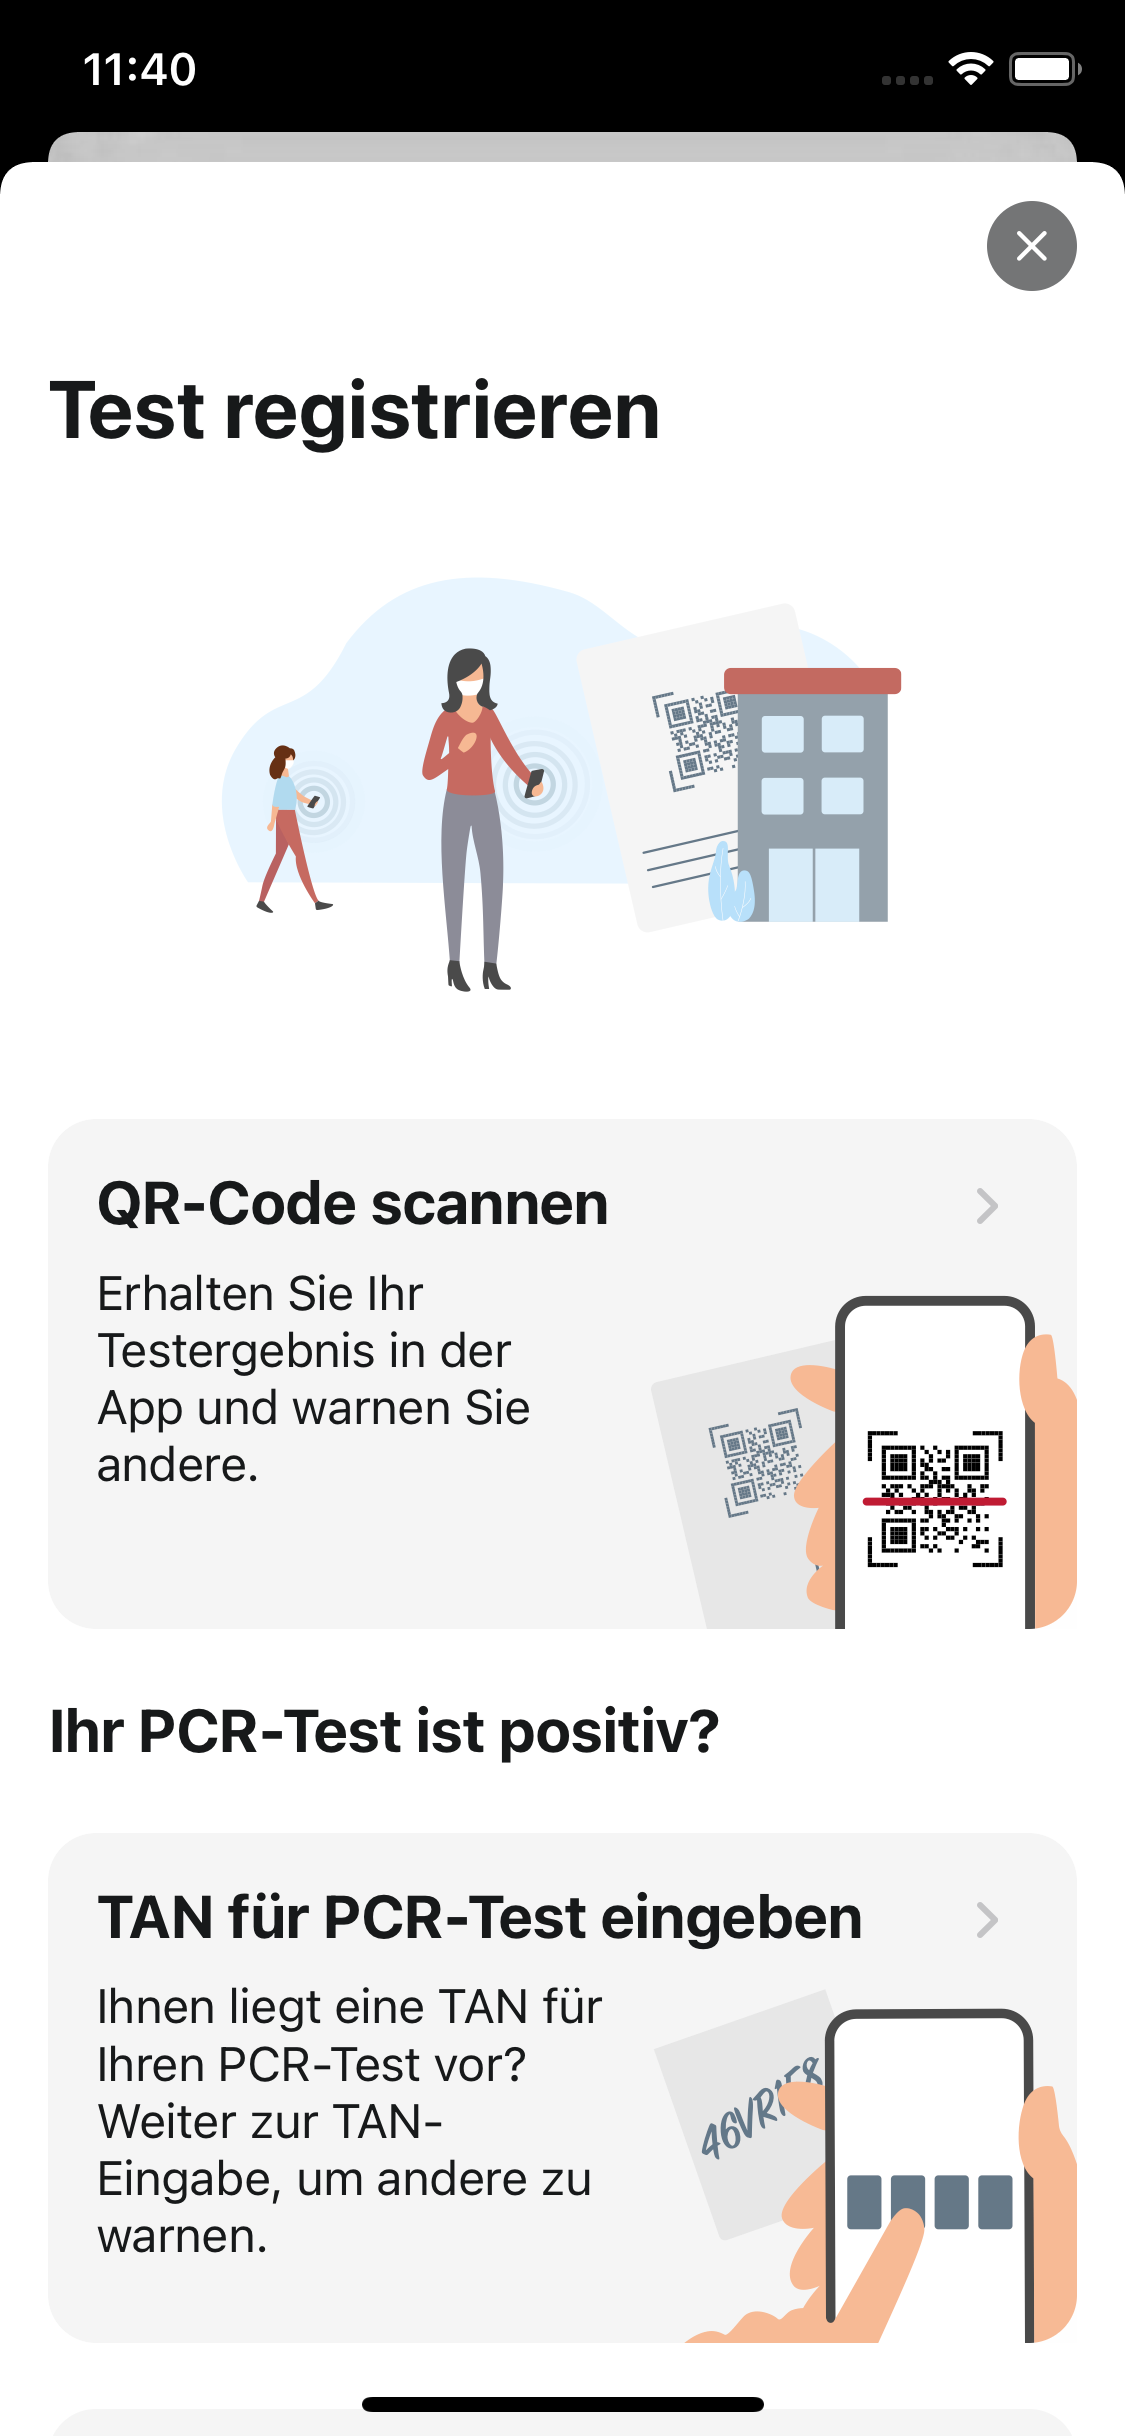 11:40
Test registrieren
QR-Code scannen
Erhalten Sie Ihr
Testergebnis in der
App und warnen Sie
andere.
Ihr PCR-Test ist positiv?
TAN für PCR-Test eingeben
Ihnen liegt eine TAN für
Ihren PCR-Test vor?
Weiter zur TAN-
Eingabe, um andere zu
warnen.